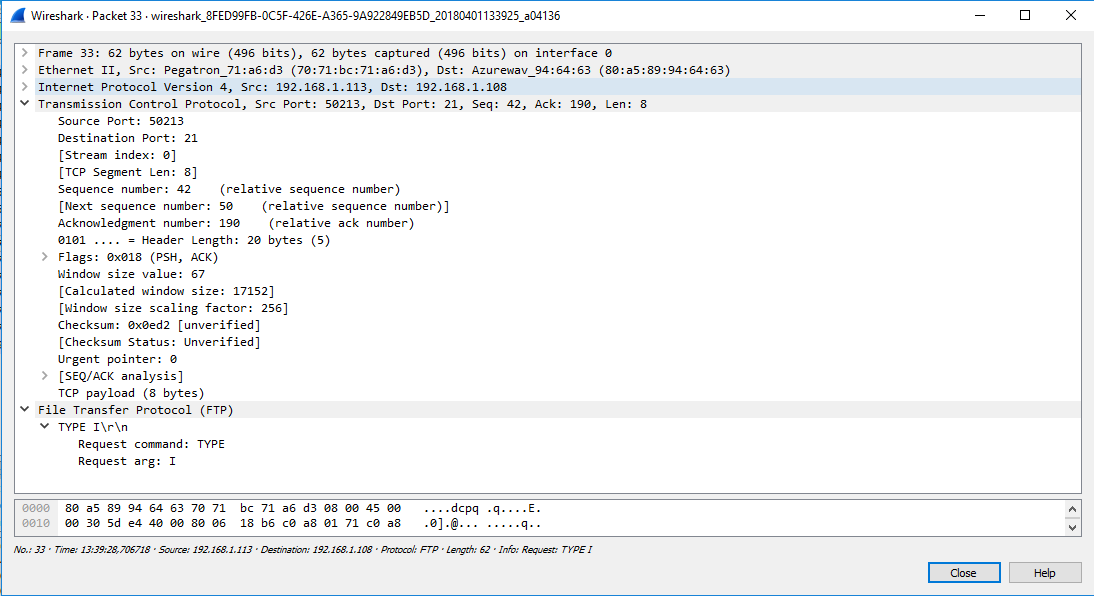 Wireshark · Packet 33 · wireshark_8FED99FB-0C5F-426E-A365-9A922849EB5D_20180401133925_a04136
Frame 33: 62 bytes on wire (496 bits), 62 bytes captured (496 bits) on interface 0
Ethernet II, Src: Pegatron_71:a6:d3 (70:71:bc:71:a6:d3), Dst: Azurewav_94:64:63 (80:a5:89:94:64:63)
Internet Protocol Version 4, Src: 192.168.1.113, Dst: 192.168.1.108
Transmission Control Protocol, Src Port: 50213, Dst Port: 21, Seq: 42, Ack: 190, Len: 8
Source Port: 50213
Destination Port: 21
[Stream index: 0]
[TCP Segment Len: 8]
Sequence number: 42    (relative sequence number)
[Next sequence number: 50    (relative sequence number)]
Acknowledgment number: 190    (relative ack number)
0101 .... = Header Length: 20 bytes (5)
Flags: 0x018 (PSH, ACK)
Window size value: 67
[Calculated window size: 17152]
[Window size scaling factor: 256]
Checksum: 0x0ed2 [unverified]
[Checksum Status: Unverified]
Urgent pointer: 0
[SEQ/ACK analysis]
TCP payload (8 bytes)
File Transfer Protocol (FTP)
TYPE I\r\n
Request command: TYPE
Request arg: I
0000  80 a5 89 94 64 63 70 71  bc 71 a6 d3 08 00 45 00   ....dcpq .q....E.
0010  00 30 5d e4 40 00 80 06  18 b6 c0 a8 01 71 c0 a8   .0].@... .....q..
No.: 33 · Time: 13:39:28,706718 · Source: 192.168.1.113 · Destination: 192.168.1.108 · Protocol: FTP · Length: 62 · Info: Request: TYPE I
Close
Help